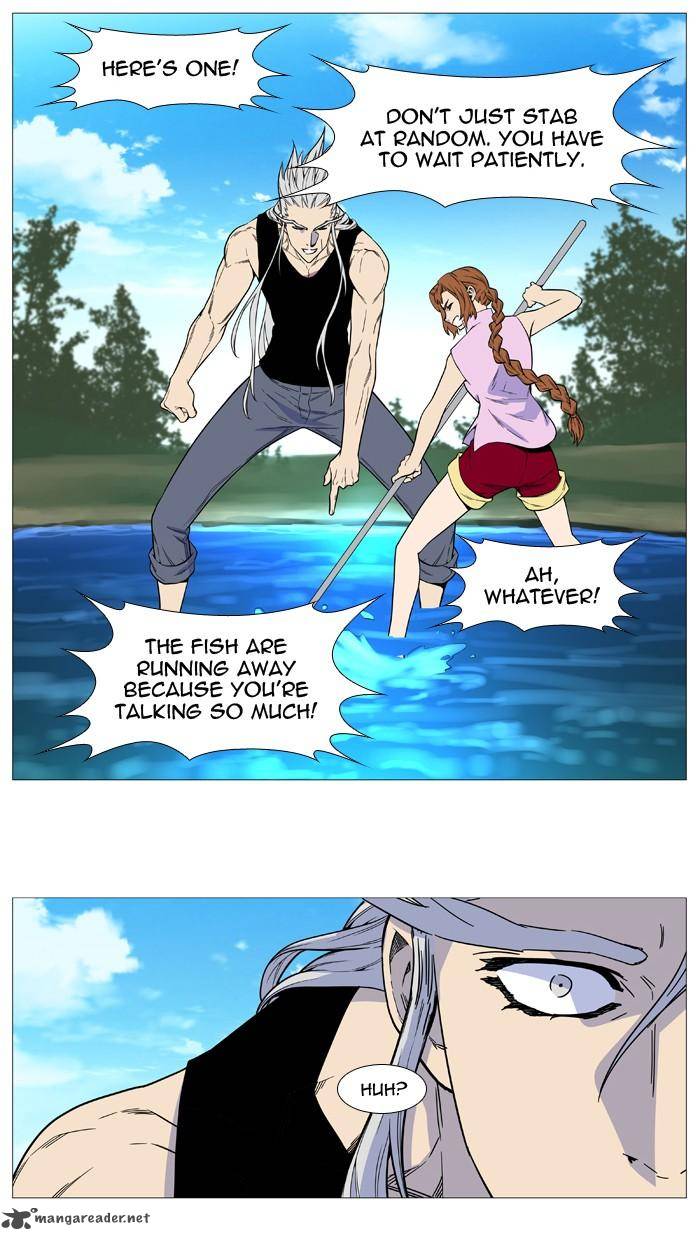 HERE'S ONE!
DON'T JUST STAB
AT RANDOM. YOU HAVE
TO WAIT PATIENTLY.
AH,
WHATEVER!
THE FISH ARE
RUNNING AWAY
BECAUSE YOU'RE
TALKING SO MUCH!
HUH?
mangareader.net